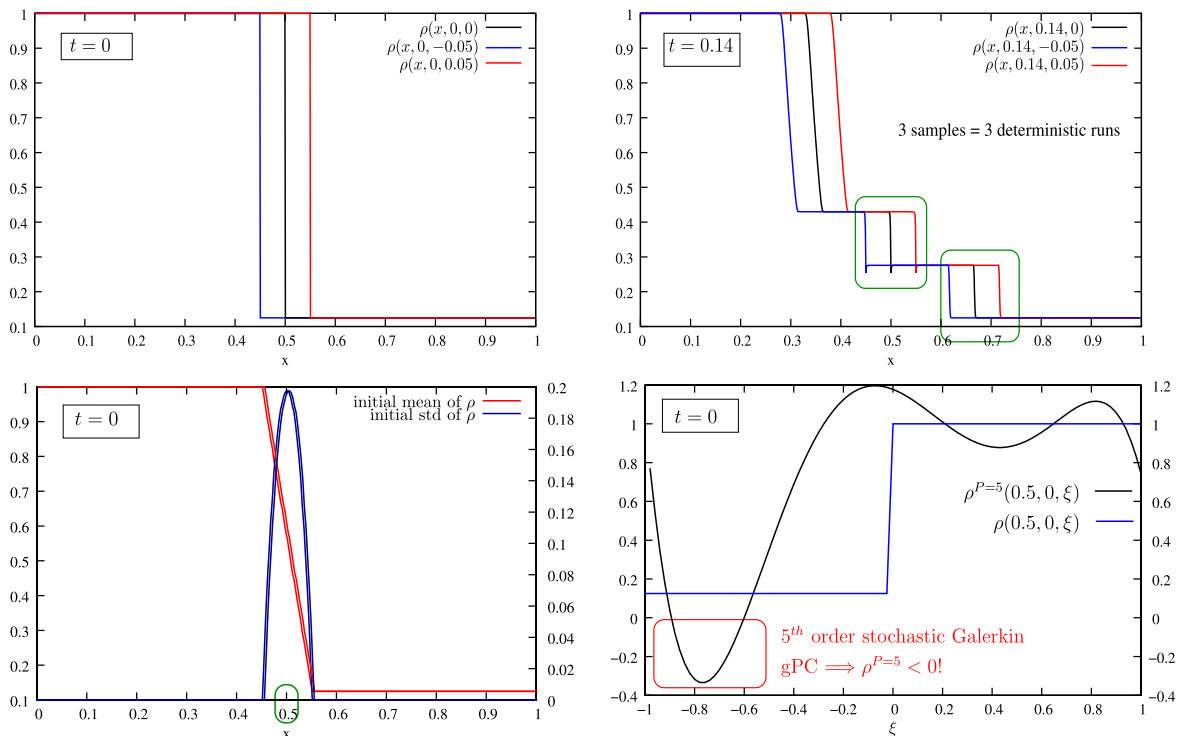 t = 0
ρ(x, 0, 0)
ρ(x, 0, −0.05)
ρ(x, 0, 0.05)
1
0.9
0.8
0.7
0.6
0.5
0.4
0.3
0.2
0.1
0 0.1 0.2 0.3 0.4 0.5 0.6 0.7 0.8 0.9 1
x
t = 0.14
ρ(x, 0.14, 0)
ρ(x, 0.14, −0.05)
ρ(x, 0.14, 0.05)
3 samples = 3 deterministic runs
1
0.9
0.8
0.7
0.6
0.5
0.4
0.3
0.2
0.1
0 0.1 0.2 0.3 0.4 0.5 0.6 0.7 0.8 0.9 1
x
t = 0
initial mean of ρ
initial std of ρ
1
0.9
0.8
0.7
0.6
0.5
0.4
0.3
0.2
0.1
0.2
0.18
0.16
0.14
0.12
0.1
0.08
0.06
0.04
0.02
0
0 0.1 0.2 0.3 0.4 0.5 0.6 0.7 0.8 0.9 1
x
t = 0
1.2
1
0.8
0.6
0.4
0.2
0
−0.2
−0.4
ρ^{P=5}(0.5, 0, ξ)
ρ(0.5, 0, ξ)
5^{th} order stochastic Galerkin
gPC ⟹ ρ^{P=5} < 0!
1.2
1
0.8
0.6
0.4
0.2
0
−0.2
−0.4
−1 −0.8 −0.6 −0.4 −0.2 0 0.2 0.4 0.6 0.8 1
ξ